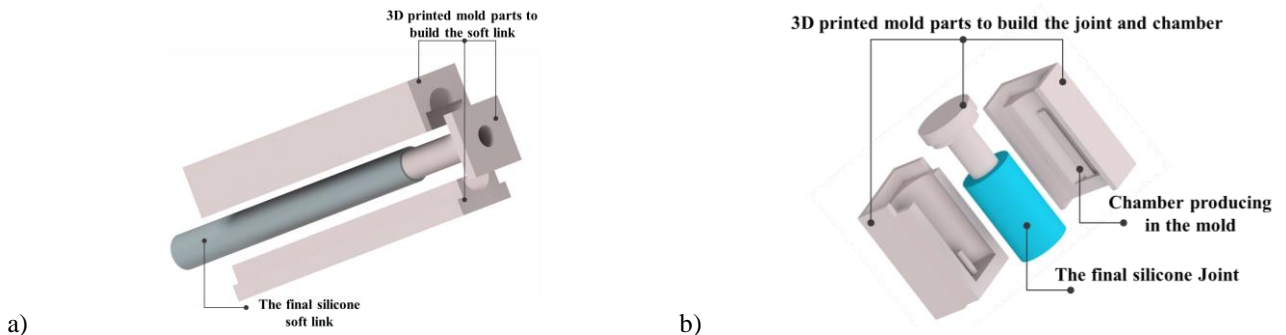 3D printed mold parts to
build the soft link
The final silicone
soft link
a)
3D printed mold parts to build the joint and chamber
Chamber producing
in the mold
The final silicone Joint
b)